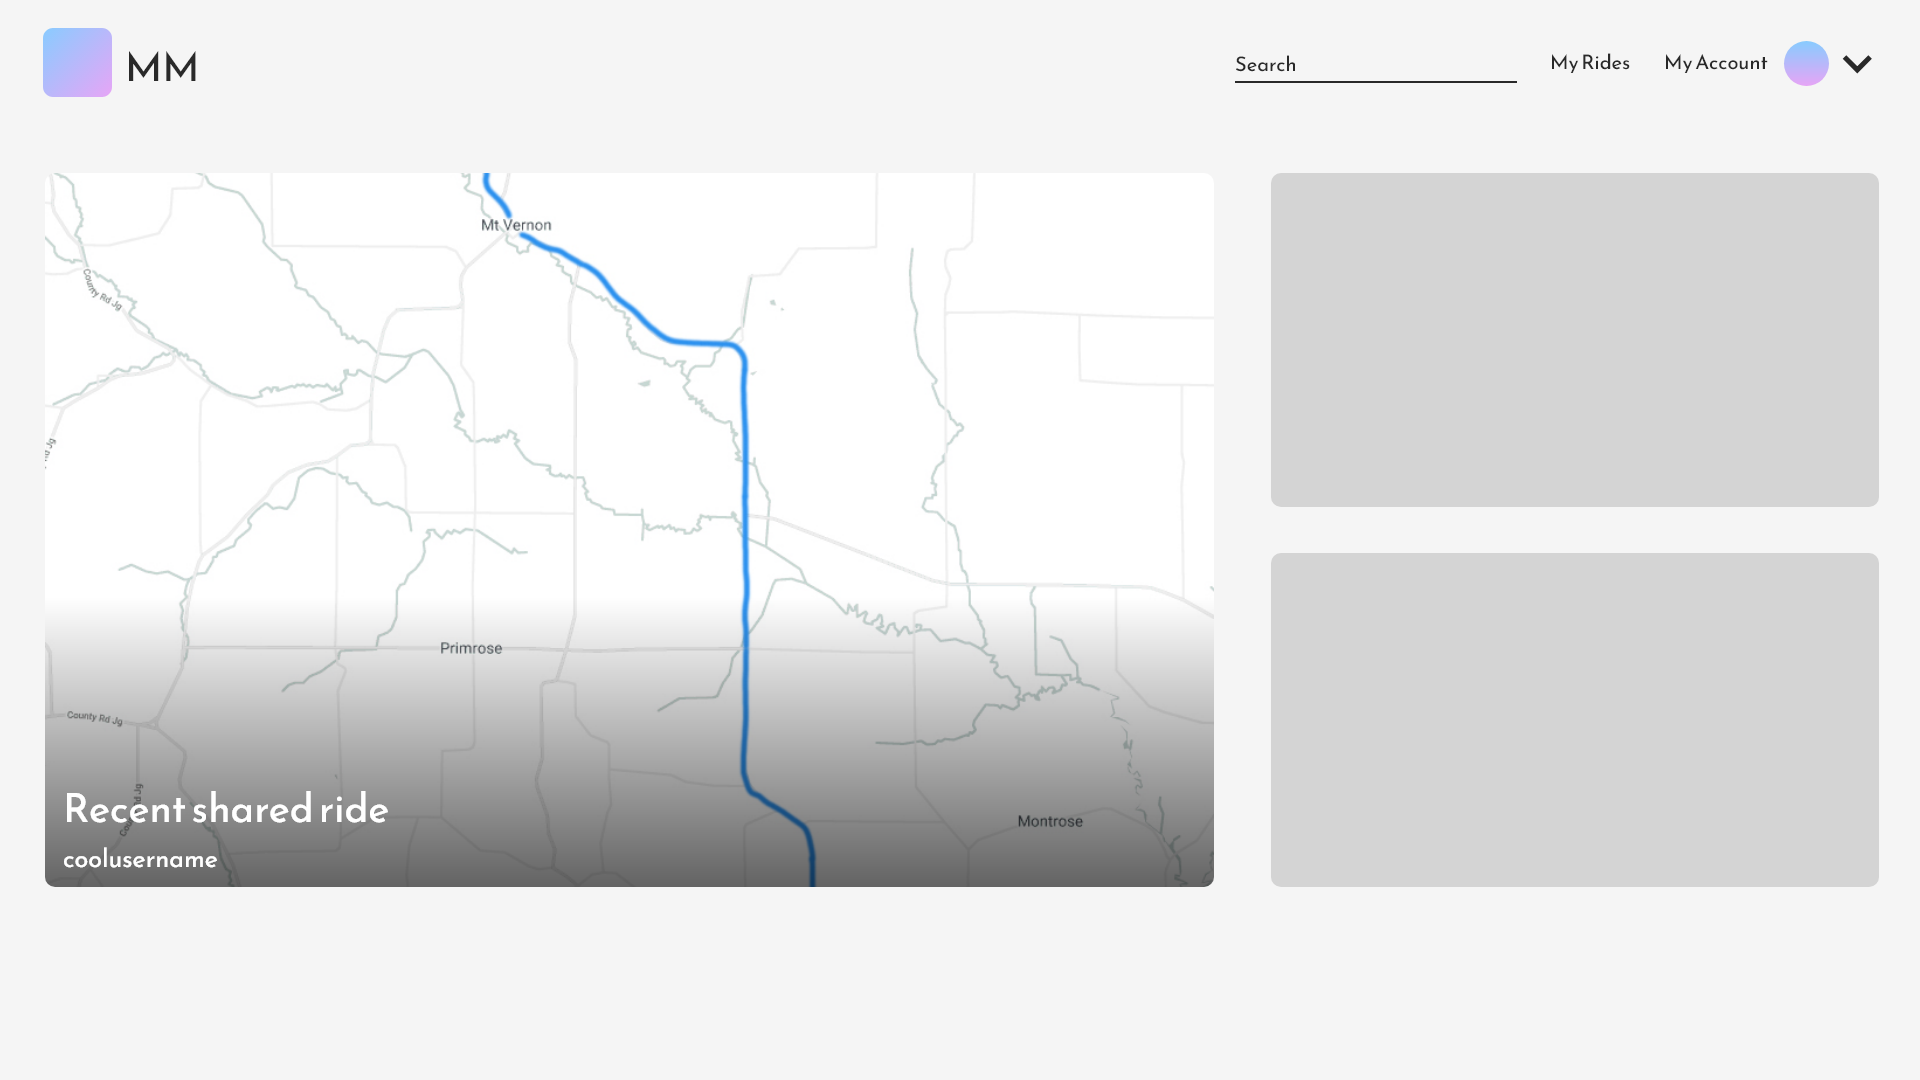 MM
Search
My Rides
My Account
Mt Vernon
County Rd Jg
Primrose
County Rd Jg
Recent shared ride
Montrose
coolusername